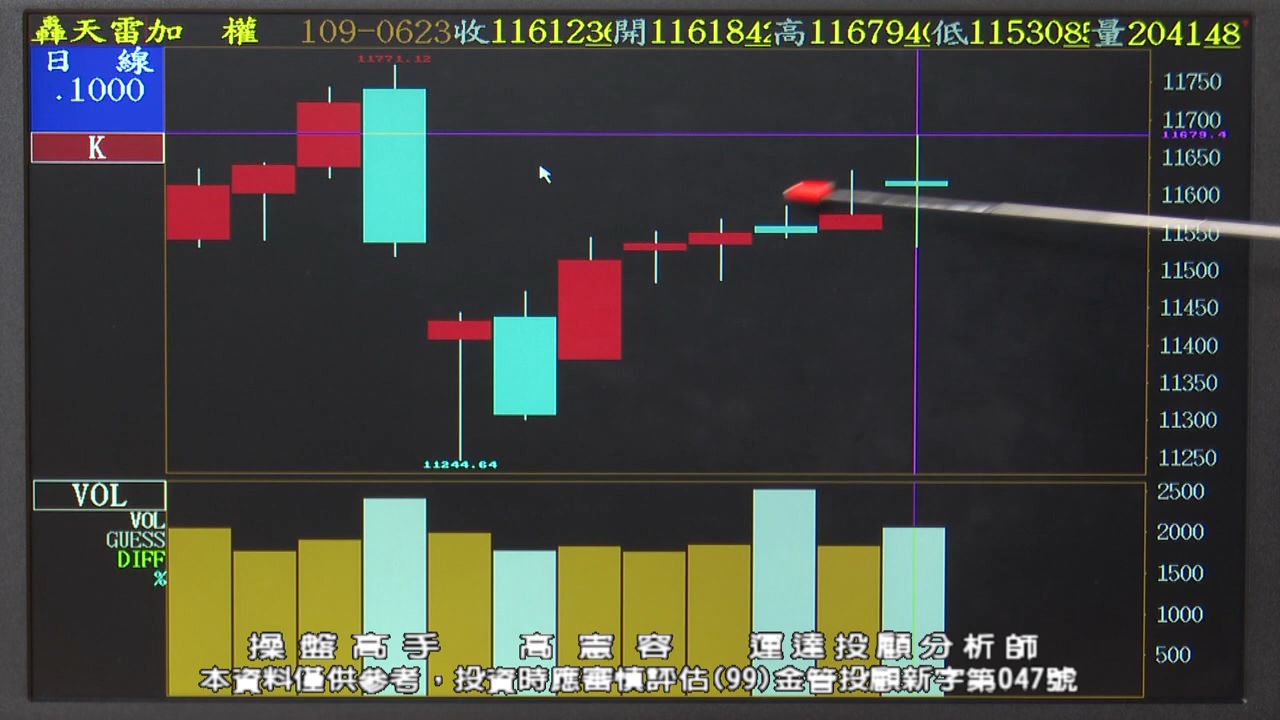 轟天雷加 權 109-0623收1161236開1161842高116794低1153085量204148
日 線
.1000
K
11771.12
11750
11700
11679.4
11650
11600
11550
11500
11450
11400
11350
11300
11250
11244.64
VOL
VOL
GUESS
DIFF
%
2500
2000
1500
1000
500
操盤高手 高憲容 運達投顧分析師
本資料僅供參考，投資時應審慎評估(99)金管投顧新字第047號